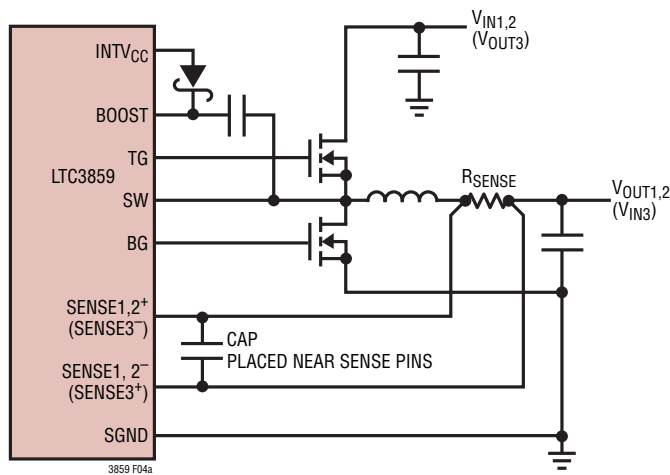 VIN1,2
(VOUT3)
INTVCC
BOOST
TG
LTC3859
SW
BG
RSENSE
VOUT1,2
(VIN3)
SENSE1,2+
(SENSE3–)
CAP
PLACED NEAR SENSE PINS
SENSE1, 2–
(SENSE3+)
SGND
3859 F04a